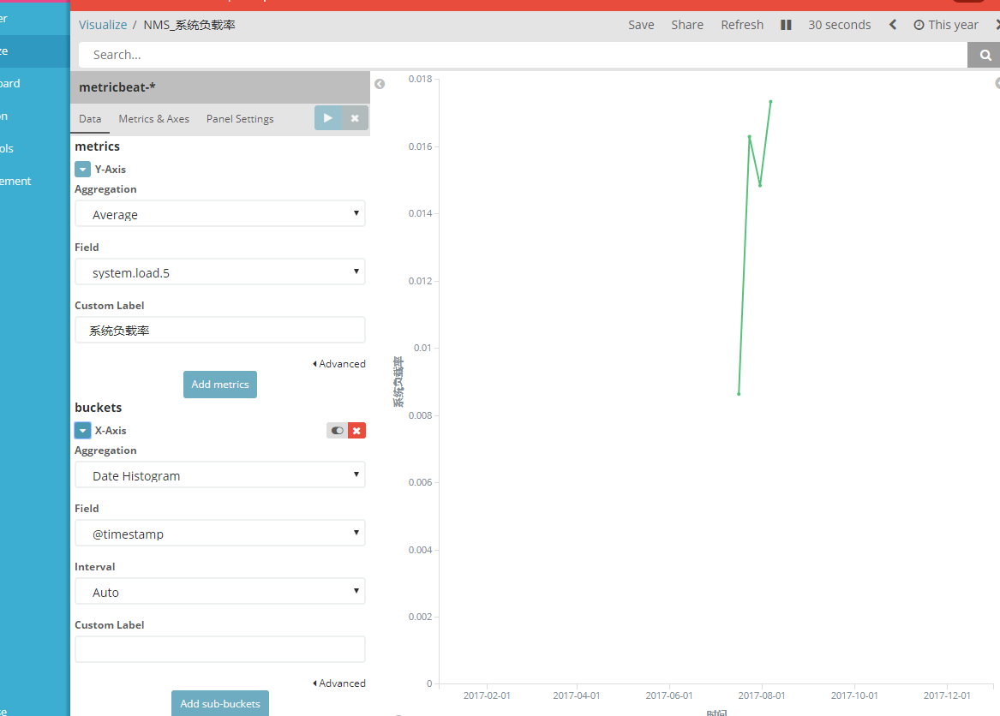 er
Visualize / NMS_系统负载率
Save Share Refresh 30 seconds This year
ze
Search...
oard
metricbeat-*
on
Data Metrics & Axes Panel Settings
ools
metrics
Y-Axis
ement
Aggregation
Average
Field
system.load.5
Custom Label
系统负载率
Advanced
Add metrics
buckets
X-Axis
Aggregation
Date Histogram
Field
@timestamp
Interval
Auto
Custom Label
Advanced
Add sub-buckets
se
0.018
0.016
0.014
0.012
0.01
0.008
0.006
0.004
0.002
0
系统负载率
2017-02-01 2017-04-01 2017-06-01 2017-08-01 2017-10-01 2017-12-01
时间